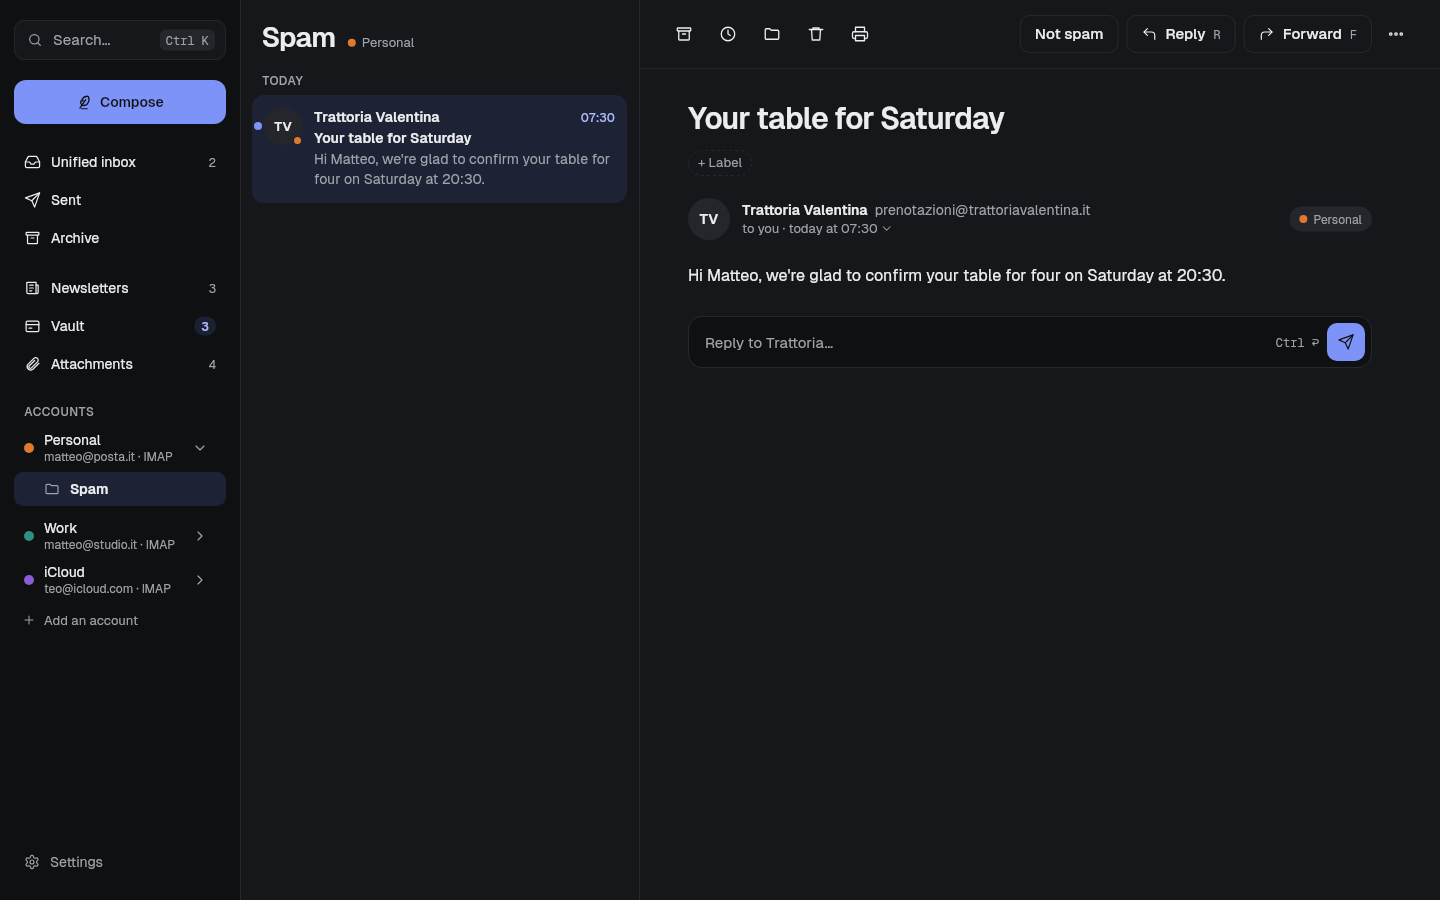 Search...
Ctrl K
Compose
Unified inbox 2
Sent
Archive
Newsletters 3
Vault 3
Attachments 4
ACCOUNTS
Personal
matteo@posta.it · IMAP
Spam
Work
matteo@studio.it · IMAP
iCloud
teo@icloud.com · IMAP
+ Add an account
Settings
Spam Personal
TODAY
TV
Trattoria Valentina 07:30
Your table for Saturday
Hi Matteo, we're glad to confirm your table for
four on Saturday at 20:30.
Not spam
Reply R
Forward F
Your table for Saturday
+ Label
TV
Trattoria Valentina prenotazioni@trattoriavalentina.it
to you · today at 07:30
Personal
Hi Matteo, we're glad to confirm your table for four on Saturday at 20:30.
Reply to Trattoria...
Ctrl ↵